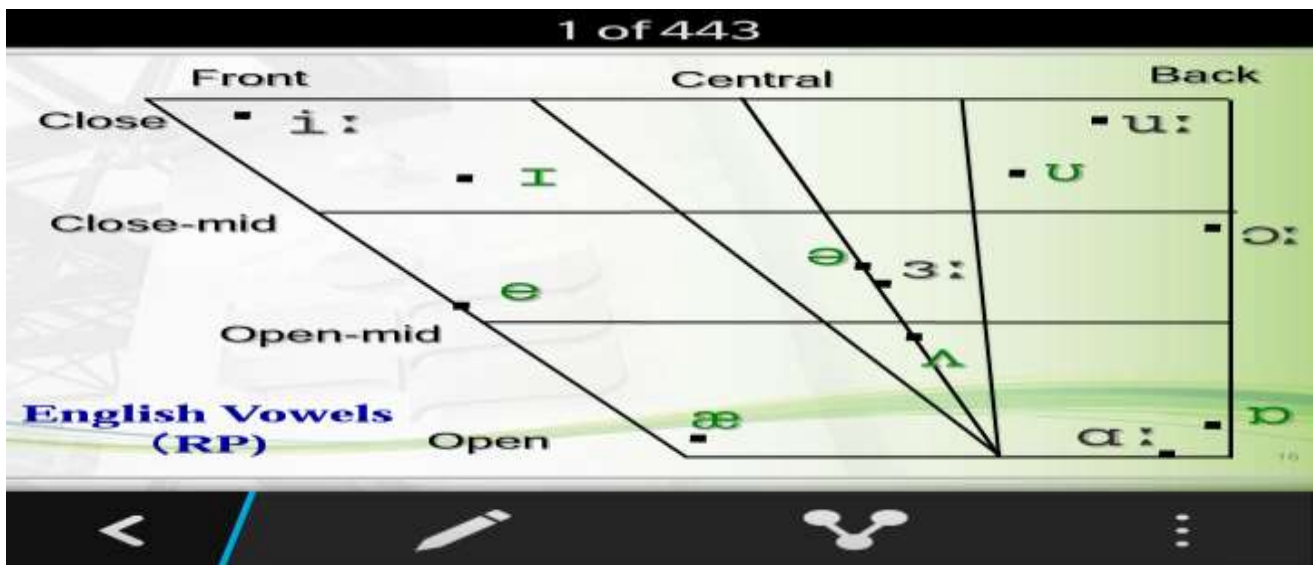 1 of 443
Front Central Back
Close iː uː
ɪ ʊ
Close-mid
ɔː
ə ɜː
e
Open-mid
ʌ
English Vowels
(RP)
æ ɒ
Open ɑː
16